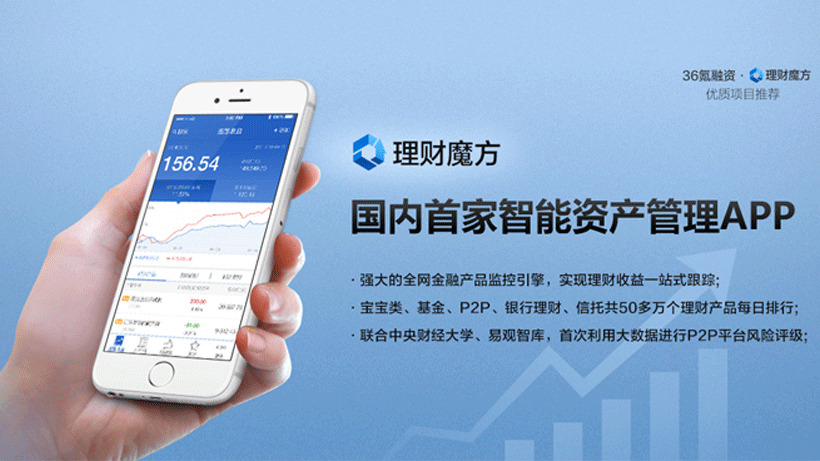 36氪融资·理财魔方
优质项目推荐
理财魔方
国内首家智能资产管理APP
·强大的全网金融产品监控引擎，实现理财收益一站式跟踪;
·宝宝类、基金、P2P、银行理财、信托共50多万个理财产品每日排行;
·联合中央财经大学、易观智库，首次利用大数据进行P2P平台风险评级;
156.54